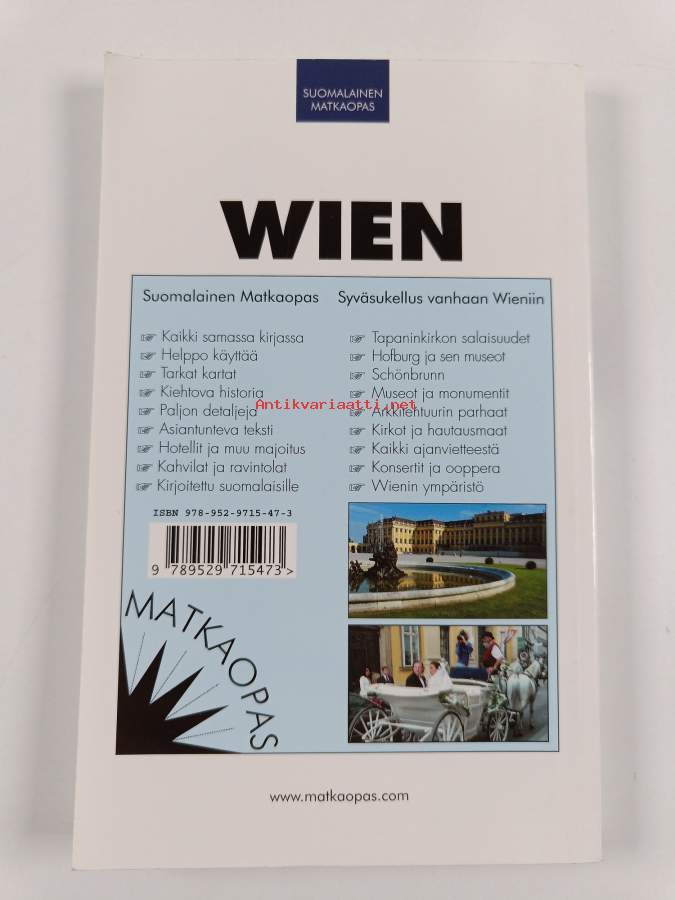 SUOMALAINEN
MATKAOPAS
WIEN
Suomalainen Matkaopas
☞ Kaikki samassa kirjassa
☞ Helppo käyttää
☞ Tarkat kartat
☞ Kiehtova historia
☞ Paljon detaljeja
☞ Asiantunteva teksti
☞ Hotellit ja muu majoitus
☞ Kahvilat ja ravintolat
☞ Kirjoitettu suomalaisille
Syväsukellus vanhaan Wieniin
☞ Tapaninkirkon salaisuudet
☞ Hofburg ja sen museot
☞ Schönbrunn
☞ Museot ja monumentit
☞ Arkkitehtuurin parhaat
☞ Kirkot ja hautausmaat
☞ Kaikki ajanvietteestä
☞ Konsertit ja ooppera
☞ Wienin ympäristö
Antikvariaatti.net
ISBN 978-952-9715-47-3
9 789529 715473>
MATKAOPAS
www.matkaopas.com